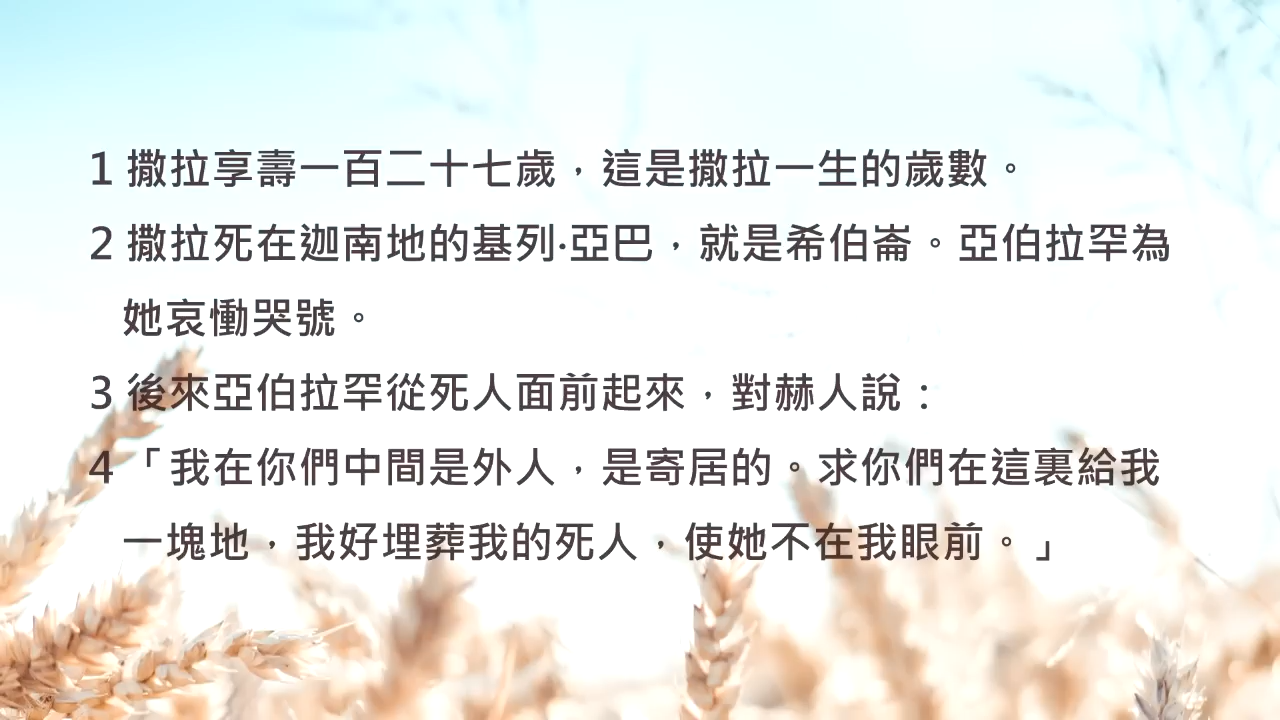 1 撒拉享壽一百二十七歲，這是撒拉一生的歲數。
2 撒拉死在迦南地的基列‧亞巴，就是希伯崙。亞伯拉罕為
她哀慟哭號。
3 後來亞伯拉罕從死人面前起來，對赫人說：
4 「我在你們中間是外人，是寄居的。求你們在這裏給我
一塊地，我好埋葬我的死人，使她不在我眼前。」